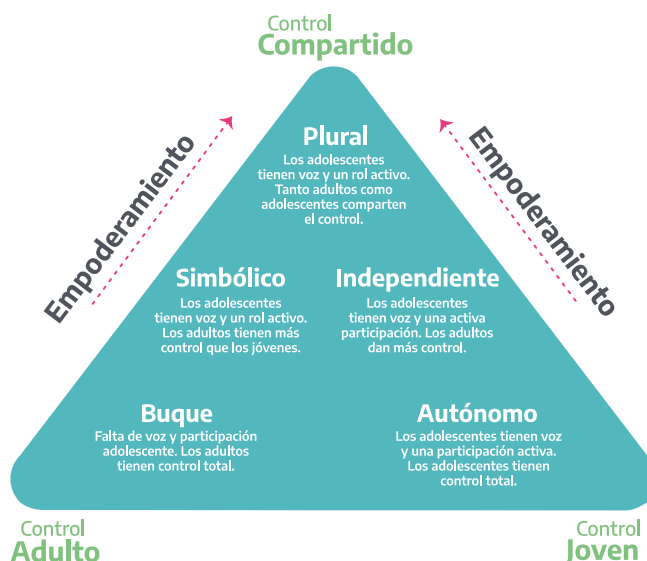 Control
Compartido
Empoderamiento
Empoderamiento
Plural
Los adolescentes
tienen voz y un rol activo.
Tanto adultos como
adolescentes comparten
el control.
Simbólico
Los adolescentes
tienen voz y un rol activo.
Los adultos tienen más
control que los jóvenes.
Independiente
Los adolescentes
tienen voz y una activa
participación. Los adultos
dan más control.
Buque
Falta de voz y participación
adolescente. Los adultos
tienen control total.
Autónomo
Los adolescentes tienen voz
y una participación activa.
Los adolescentes tienen
control total.
Control
Adulto
Control
Joven